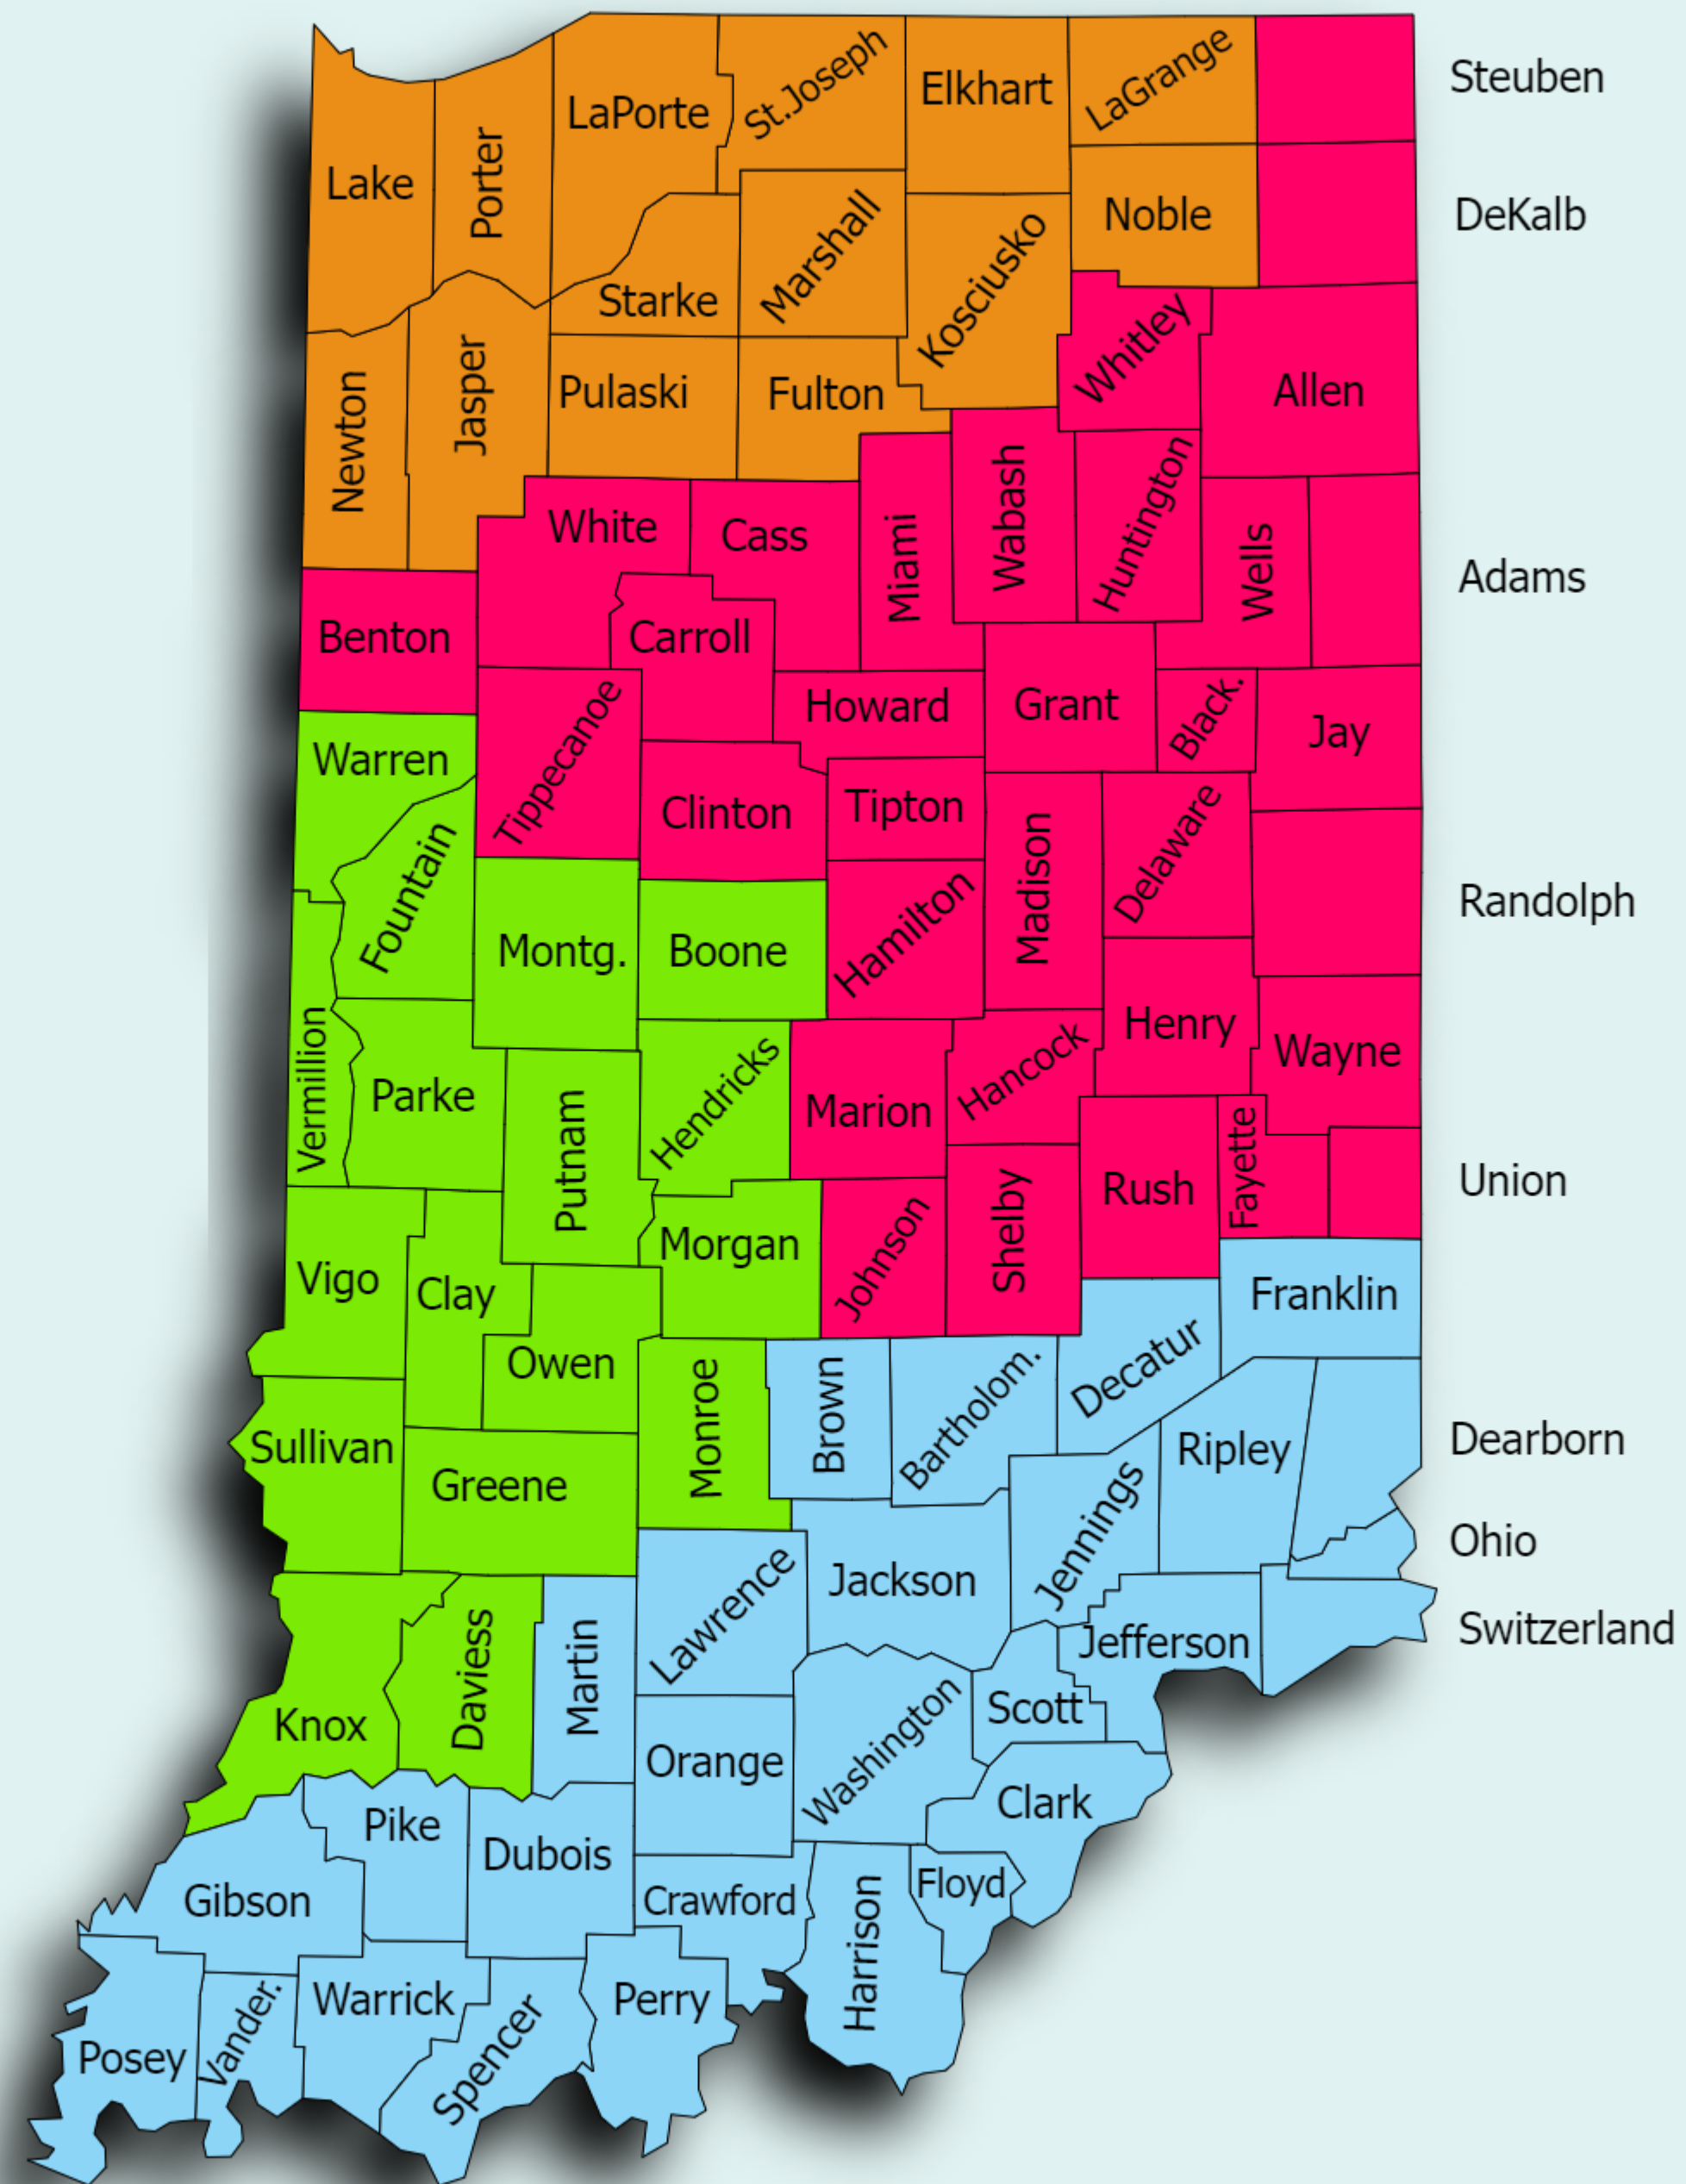 Steuben
LaGrange
St.Joseph
Elkhart
LaPorte
Lake
Porter
DeKalb
Noble
Marshall
Kosciusko
Starke
Whitley
Allen
Newton
Jasper
Pulaski
Fulton
White
Cass
Miami
Wabash
Huntington
Wells
Adams
Benton
Carroll
Howard
Grant
Black.
Jay
Warren
Tippecanoe
Clinton
Tipton
Madison
Delaware
Randolph
Fountain
Montg.
Boone
Hamilton
Henry
Wayne
Vermillion
Parke
Putnam
Hendricks
Marion
Hancock
Fayette
Union
Rush
Shelby
Johnson
Morgan
Vigo
Clay
Franklin
Owen
Monroe
Brown
Bartholom.
Decatur
Ripley
Dearborn
Sullivan
Greene
Ohio
Lawrence
Jackson
Jennings
Jefferson
Switzerland
Knox
Daviess
Martin
Orange
Washington
Scott
Clark
Pike
Dubois
Gibson
Crawford
Harrison
Floyd
Posey
Vander.
Warrick
Spencer
Perry